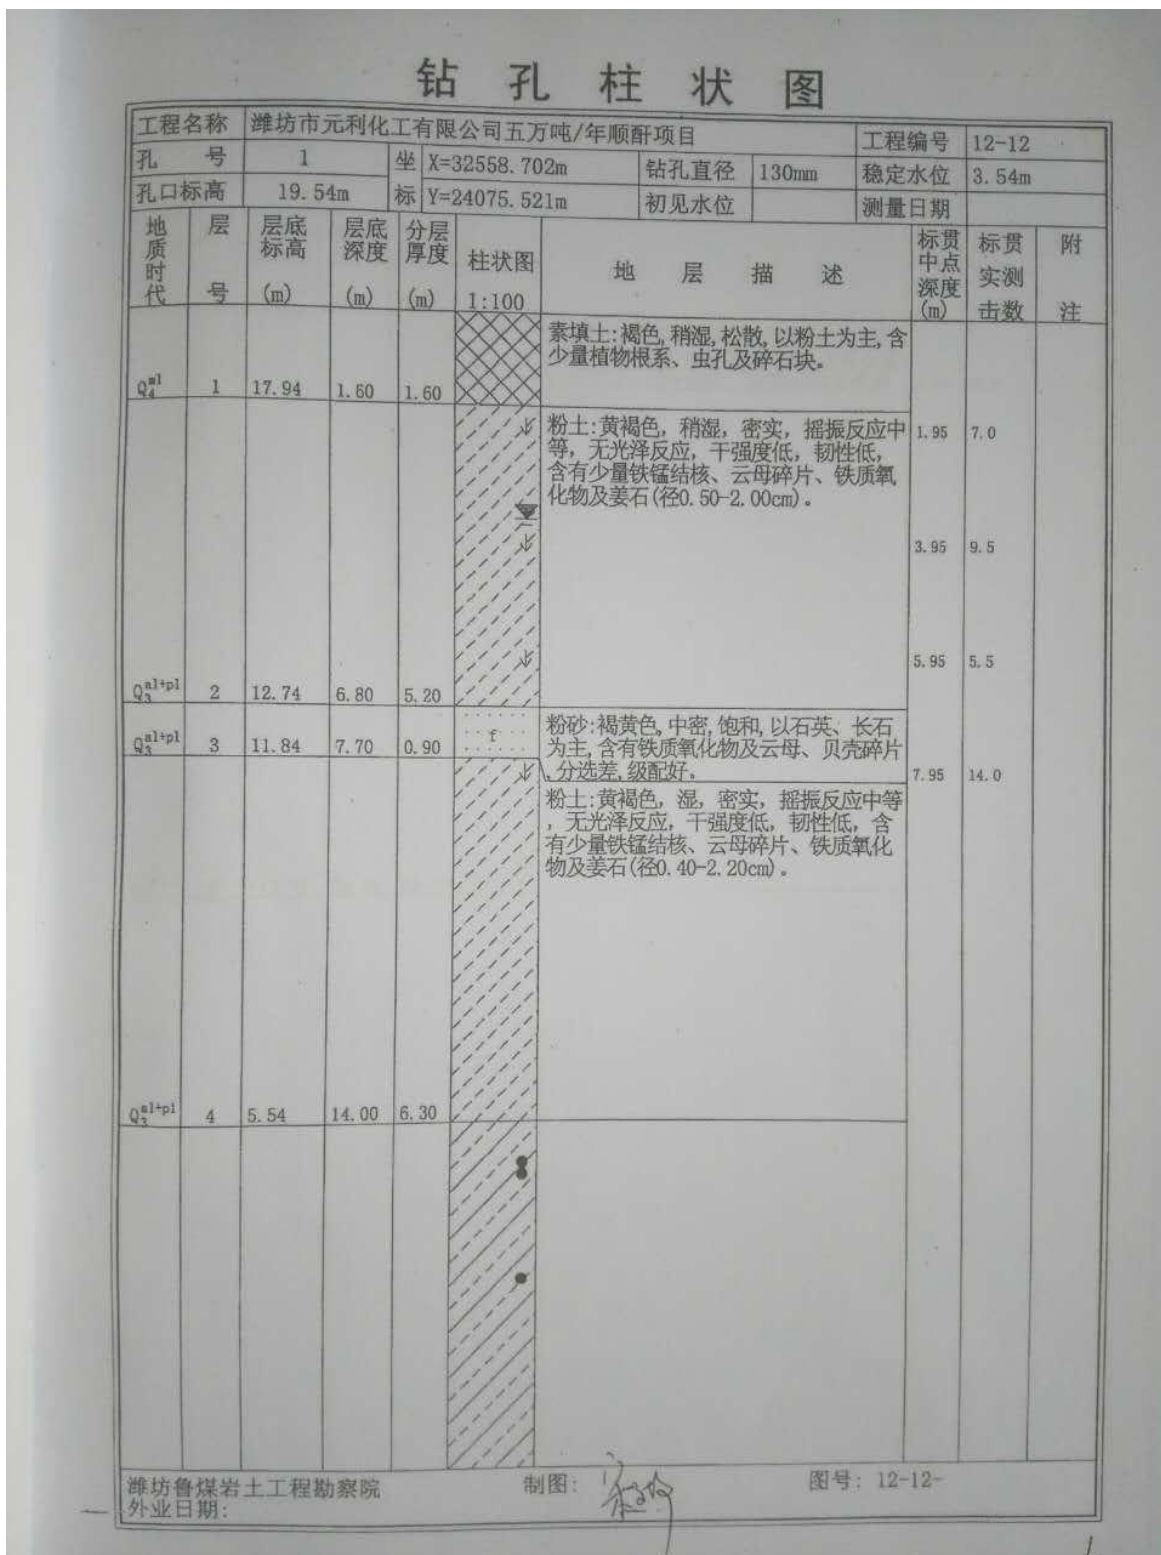 钻孔柱状图
工程名称 潍坊市元利化工有限公司五万吨/年顺酐项目 工程编号 12-12
孔号 1 坐标 X=32558.702m 钻孔直径 130mm 稳定水位 3.54m
孔口标高 19.54m Y=24075.521m 初见水位 测量日期
地质时代 层号 层底标高(m) 层底深度(m) 分层厚度(m) 柱状图1:100 地层描述 标贯中点深度(m) 标贯实测击数 附注
素填土:褐色,稍湿,松散,以粉土为主,含
少量植物根系、虫孔及碎石块。
Q4ml 1 17.94 1.60 1.60
粉土:黄褐色，稍湿，密实，摇振反应中 1.95 7.0
等，无光泽反应，干强度低，韧性低，
含有少量铁锰结核、云母碎片、铁质氧
化物及姜石(径0.50-2.00cm)。
3.95 9.5
5.95 5.5
Q3al+pl 2 12.74 6.80 5.20
粉砂:褐黄色,中密,饱和,以石英、长石
Q3al+pl 3 11.84 7.70 0.90 f 为主,含有铁质氧化物及云母、贝壳碎片
,分选差,级配好。 7.95 14.0
粉土:黄褐色，湿，密实，摇振反应中等
，无光泽反应，干强度低，韧性低，含
有少量铁锰结核、云母碎片、铁质氧化
物及姜石(径0.40-2.20cm)。
Q3al+pl 4 5.54 14.00 6.30
潍坊鲁煤岩土工程勘察院 制图: 图号: 12-12-
外业日期:
1